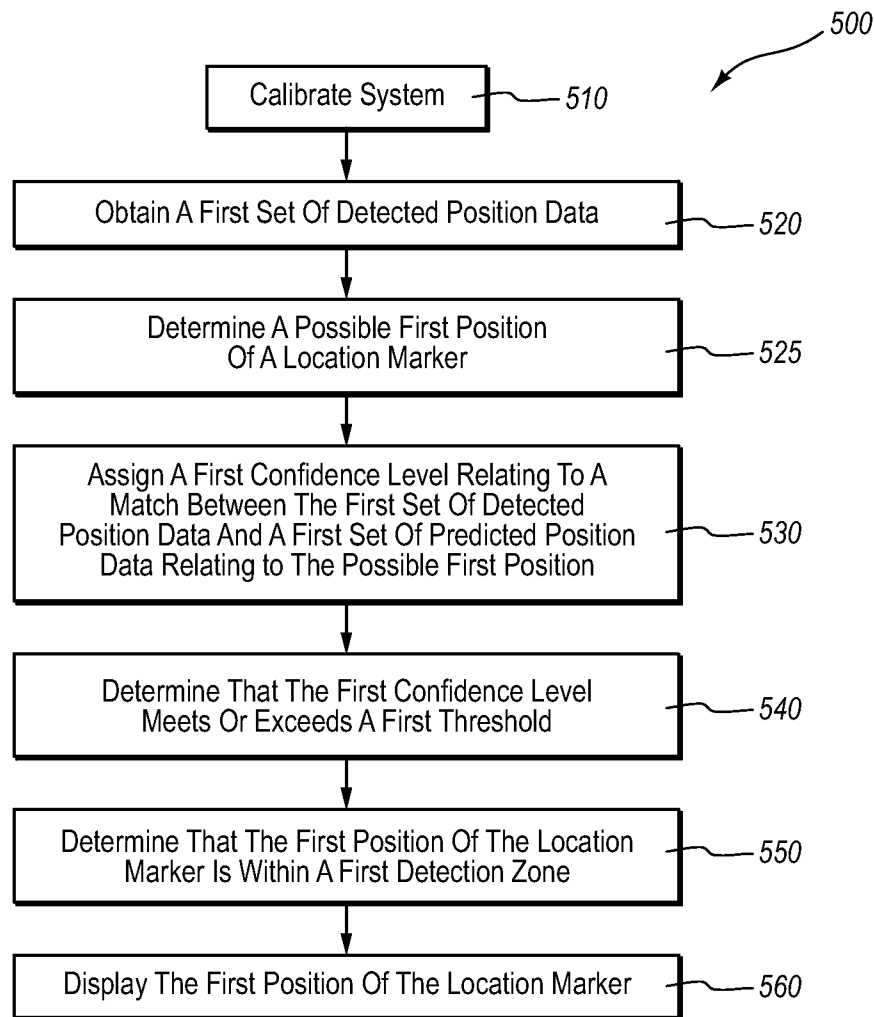 500
Calibrate System
510
Obtain A First Set Of Detected Position Data
520
Determine A Possible First Position
Of A Location Marker
525
Assign A First Confidence Level Relating To A
Match Between The First Set Of Detected
Position Data And A First Set Of Predicted Position
Data Relating to The Possible First Position
530
Determine That The First Confidence Level
Meets Or Exceeds A First Threshold
540
Determine That The First Position Of The Location
Marker Is Within A First Detection Zone
550
Display The First Position Of The Location Marker
560